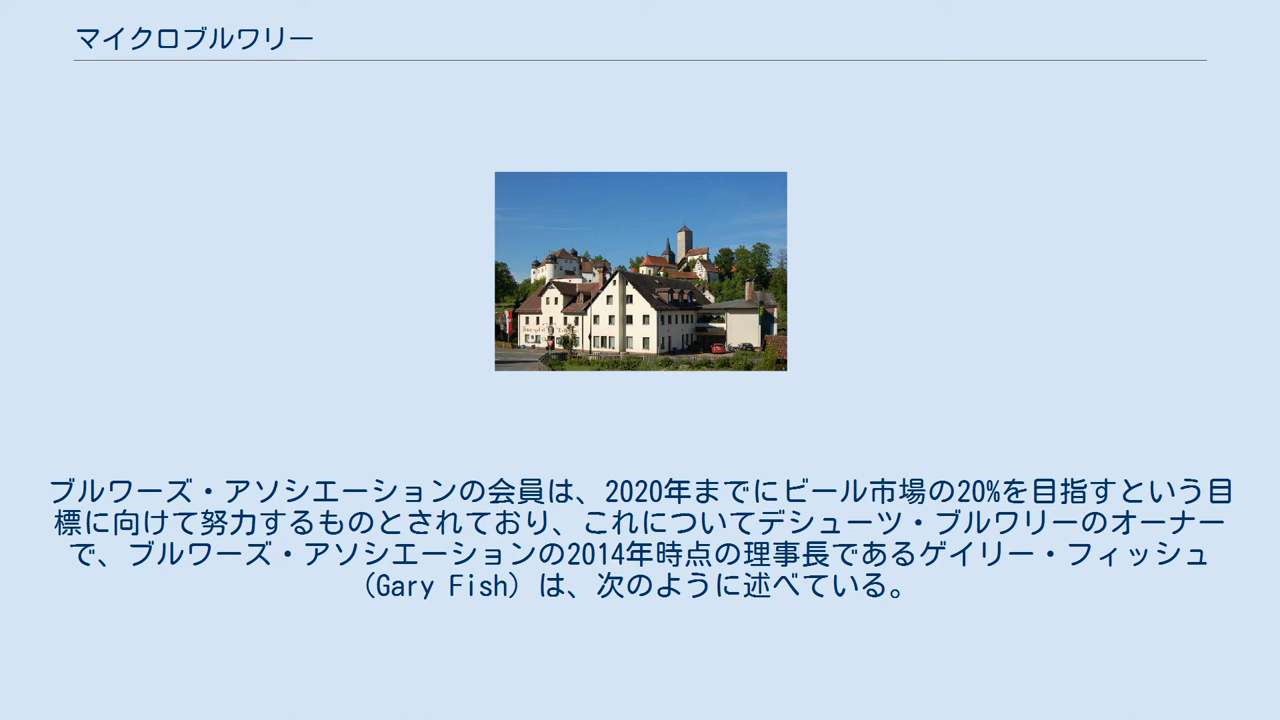 マイクロブルワリー
ブルワーズ・アソシエーションの会員は、2020年までにビール市場の20%を目指すという目
標に向けて努力するものとされており、これについてデシューツ・ブルワリーのオーナー
で、ブルワーズ・アソシエーションの2014年時点の理事長であるゲイリー・フィッシュ
（Gary Fish）は、次のように述べている。